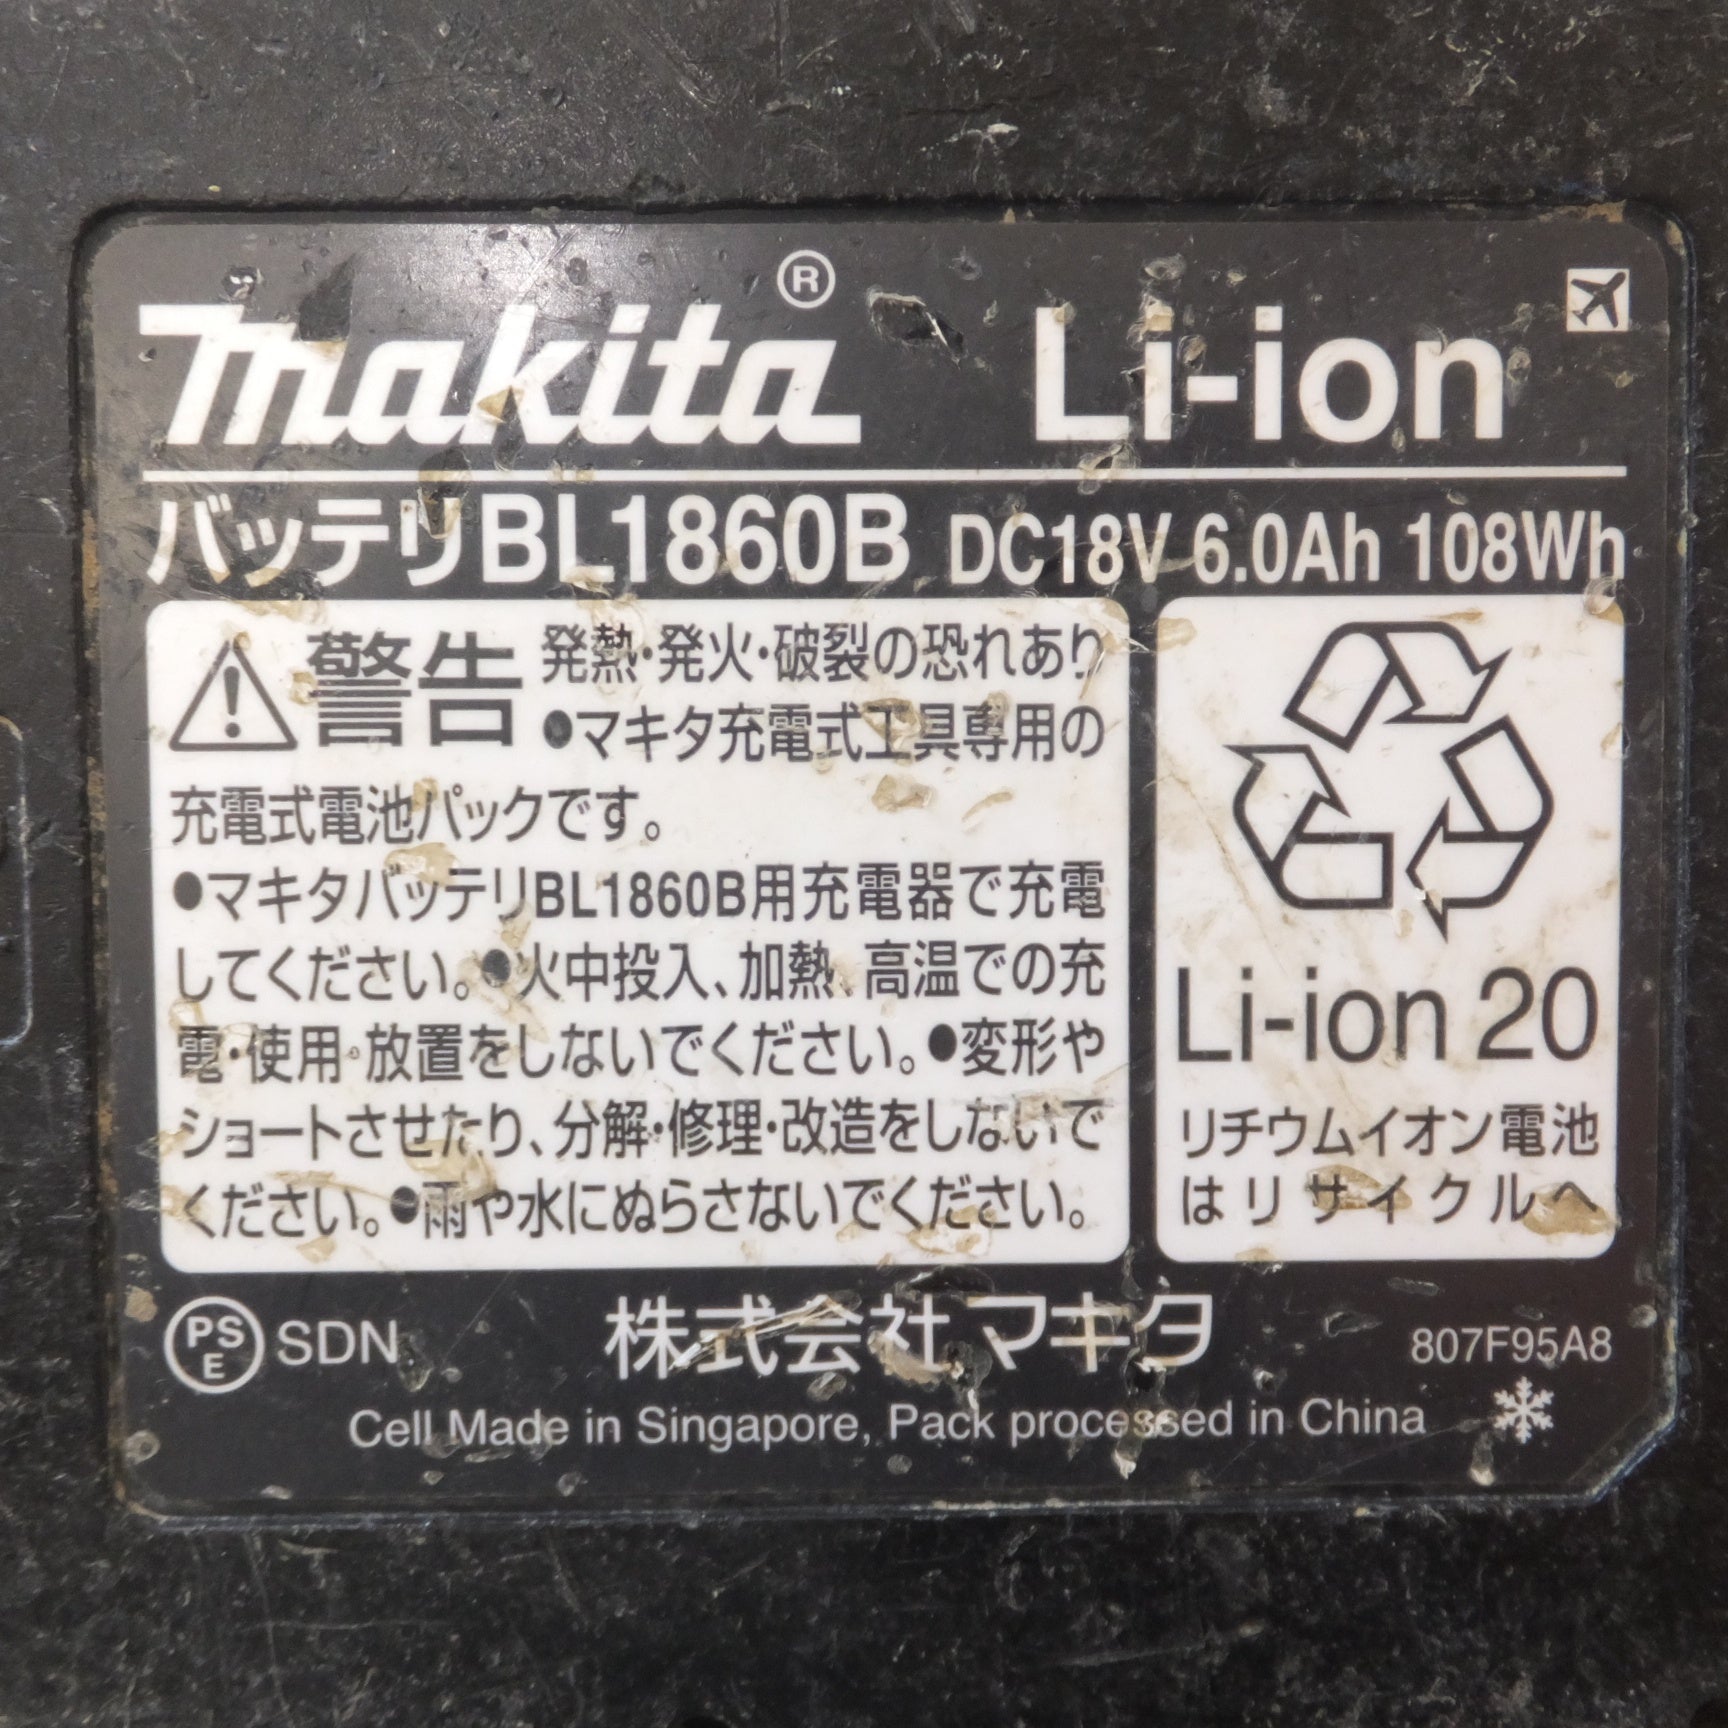 makita® Li-ion
バッテリBL1860B DC18V 6.0Ah 108Wh
警告 発熱・発火・破裂の恐れあり
●マキタ充電式工具専用の
充電式電池パックです。
●マキタバッテリBL1860B用充電器で充電
してください。●火中投入、加熱、高温での充
電・使用・放置をしないでください。●変形や
ショートさせたり、分解・修理・改造をしないで
ください。●雨や水にぬらさないでください。
Li-ion 20
リチウムイオン電池
はリサイクルへ
PSE SDN 株式会社マキタ 807F95A8
Cell Made in Singapore, Pack processed in China